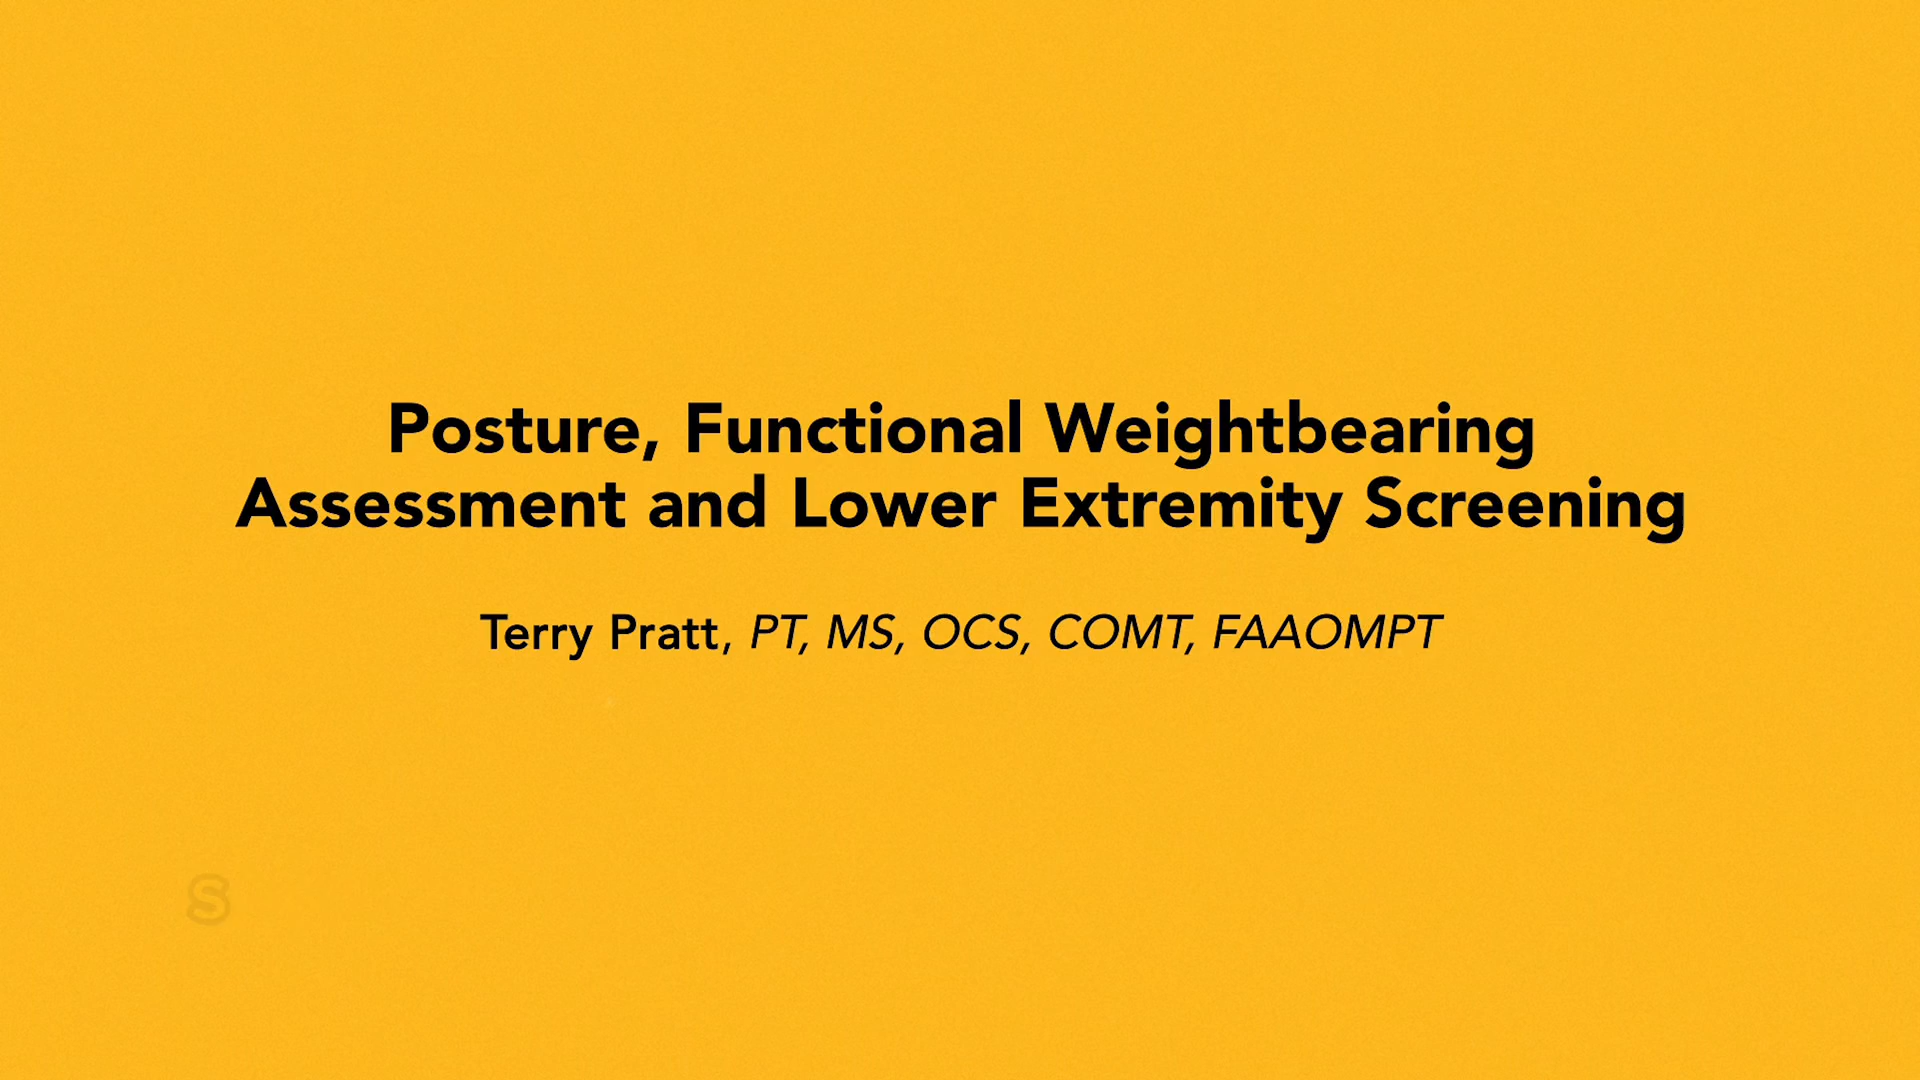 Posture, Functional Weightbearing
Assessment and Lower Extremity Screening
Terry Pratt, PT, MS, OCS, COMT, FAAOMPT
S